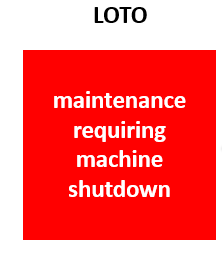 LOTO
maintenance
requiring
machine
shutdown